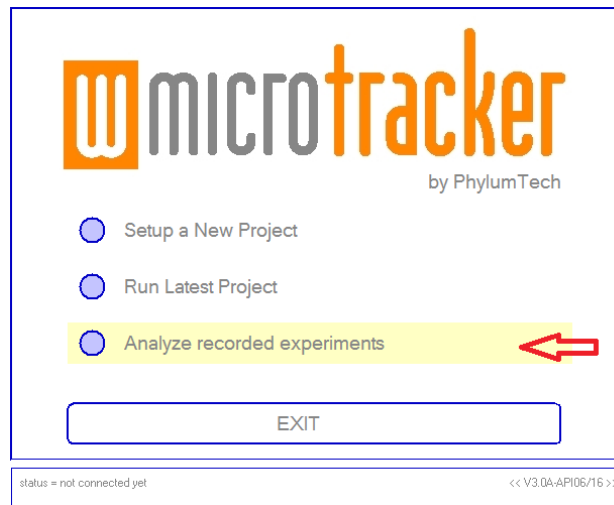 wmicrotracker
by PhylumTech
Setup a New Project
Run Latest Project
Analyze recorded experiments
EXIT
status = not connected yet
<< V3.0A-API06/16 >>